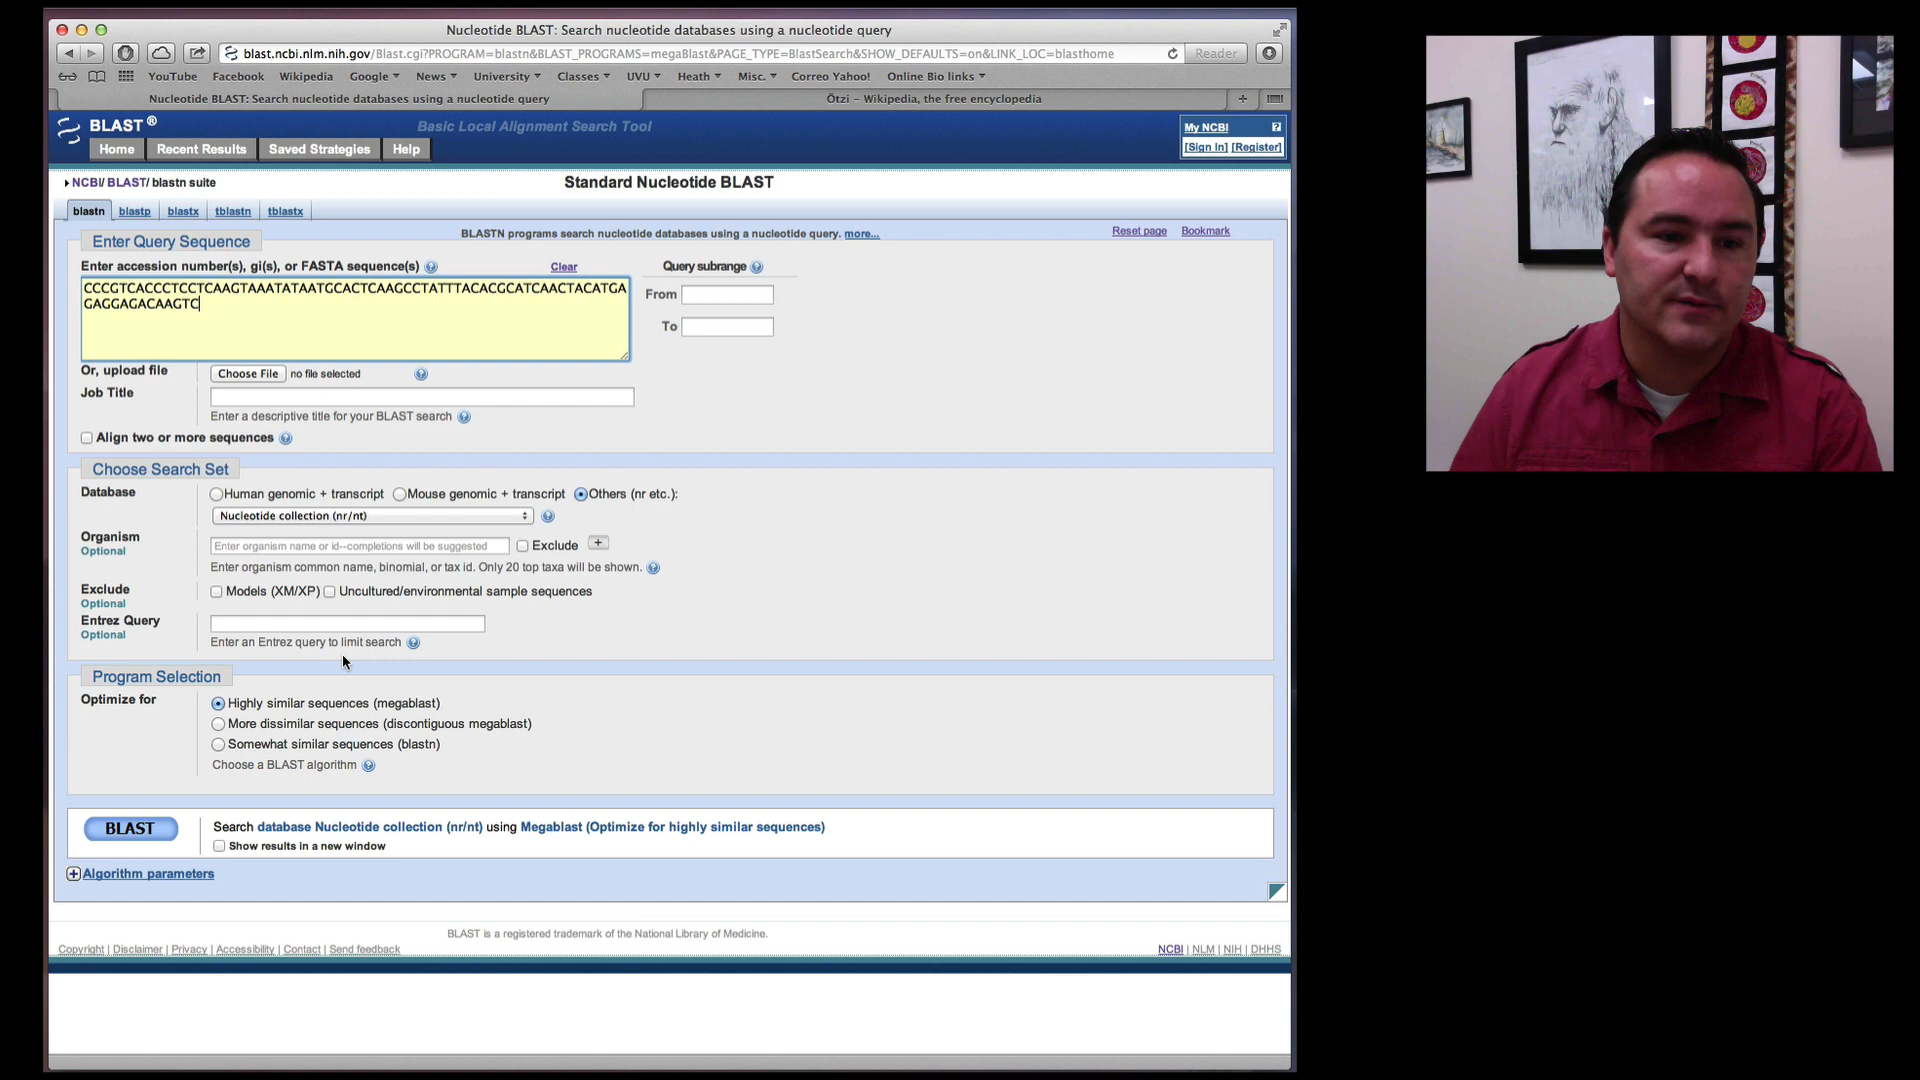 Nucleotide BLAST: Search nucleotide databases using a nucleotide query
blast.ncbi.nlm.nih.gov/Blast.cgi?PROGRAM=blastn&BLAST_PROGRAMS=megaBlast&PAGE_TYPE=BlastSearch&SHOW_DEFAULTS=on&LINK_LOC=blasthome
Reader
YouTube Facebook Wikipedia Google News University Classes UVU Heath Misc. Correo Yahoo! Online Bio links
Nucleotide BLAST: Search nucleotide databases using a nucleotide query
Ötzi – Wikipedia, the free encyclopedia
BLAST ®
Basic Local Alignment Search Tool
My NCBI ?
[Sign In] [Register]
Home Recent Results Saved Strategies Help
NCBI/ BLAST/ blastn suite
Standard Nucleotide BLAST
blastn blastp blastx tblastn tblastx
Enter Query Sequence
BLASTN programs search nucleotide databases using a nucleotide query. more...
Reset page Bookmark
Enter accession number(s), gi(s), or FASTA sequence(s) ?
Clear
Query subrange ?
CCCGTCACCCTCCTCAAGTAAATATAATGCACTCAAGCCTATTTACACGCATCAACTACATGA
GAGGAGACAAGTC
From
To
Or, upload file
Choose File no file selected ?
Job Title
Enter a descriptive title for your BLAST search ?
Align two or more sequences ?
Choose Search Set
Database
Human genomic + transcript Mouse genomic + transcript Others (nr etc.):
Nucleotide collection (nr/nt) ?
Organism
Optional
Enter organism name or id--completions will be suggested
Exclude +
Enter organism common name, binomial, or tax id. Only 20 top taxa will be shown. ?
Exclude
Optional
Models (XM/XP) Uncultured/environmental sample sequences
Entrez Query
Optional
Enter an Entrez query to limit search ?
Program Selection
Optimize for
Highly similar sequences (megablast)
More dissimilar sequences (discontiguous megablast)
Somewhat similar sequences (blastn)
Choose a BLAST algorithm ?
BLAST
Search database Nucleotide collection (nr/nt) using Megablast (Optimize for highly similar sequences)
Show results in a new window
+ Algorithm parameters
BLAST is a registered trademark of the National Library of Medicine.
Copyright | Disclaimer | Privacy | Accessibility | Contact | Send feedback
NCBI | NLM | NIH | DHHS